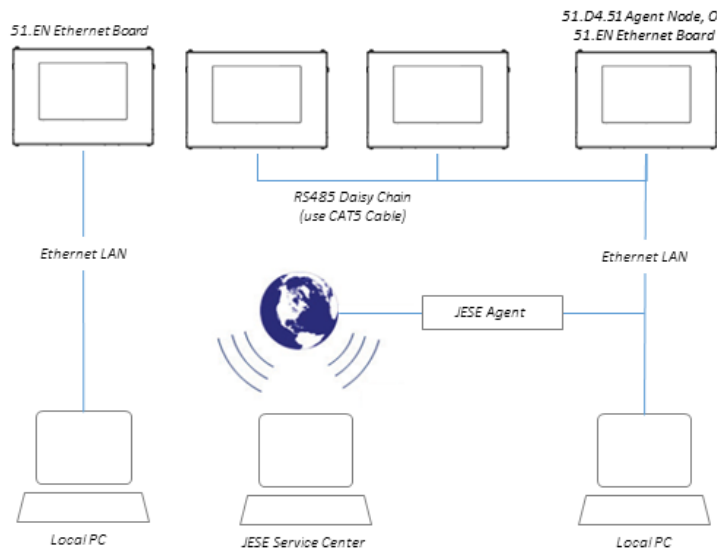 51.EN Ethernet Board
51.D4.51 Agent Node, O
51.EN Ethernet Board
RS485 Daisy Chain
(use CAT5 Cable)
Ethernet LAN
Ethernet LAN
JESE Agent
Local PC
JESE Service Center
Local PC